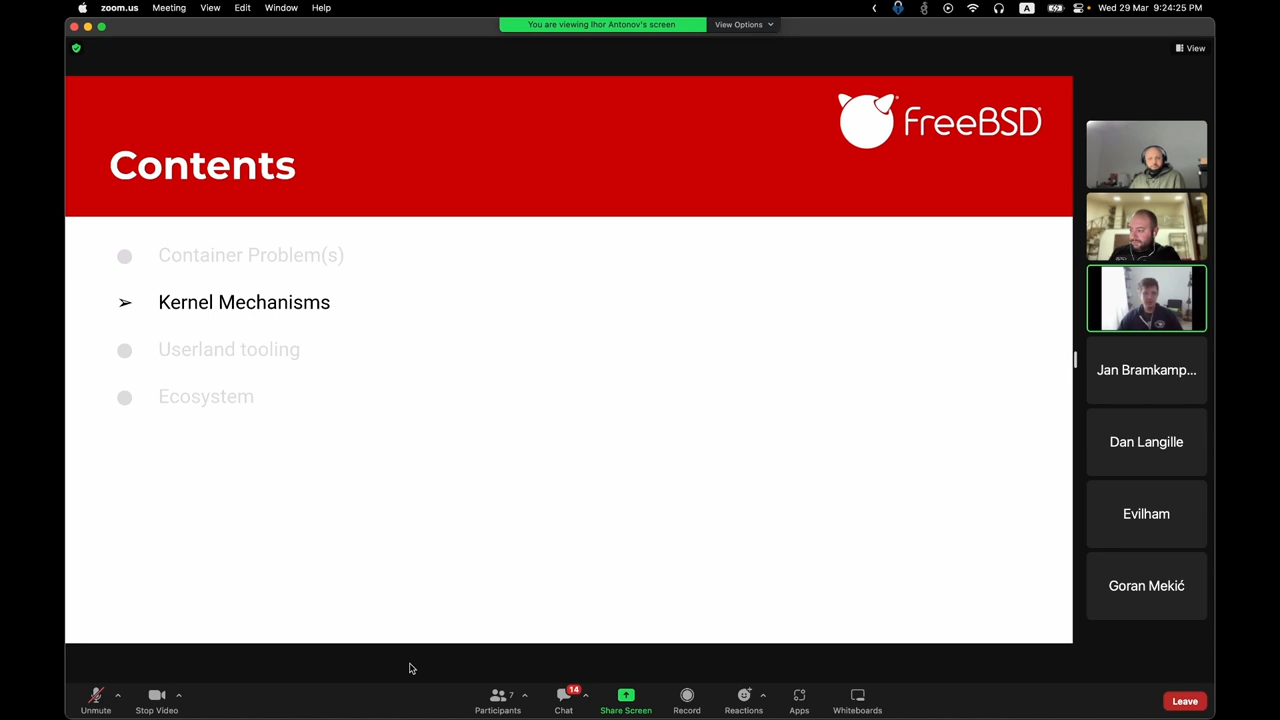 zoom.us Meeting View Edit Window Help
A
Wed 29 Mar 9:24:25 PM
You are viewing Ihor Antonov's screen
View Options
View
FreeBSD
Contents
Container Problem(s)
Kernel Mechanisms
Userland tooling
Ecosystem
Jan Bramkamp...
Dan Langille
Evilham
Goran Mekić
7
14
Unmute
Stop Video
Participants
Chat
Share Screen
Record
Reactions
Apps
Whiteboards
Leave